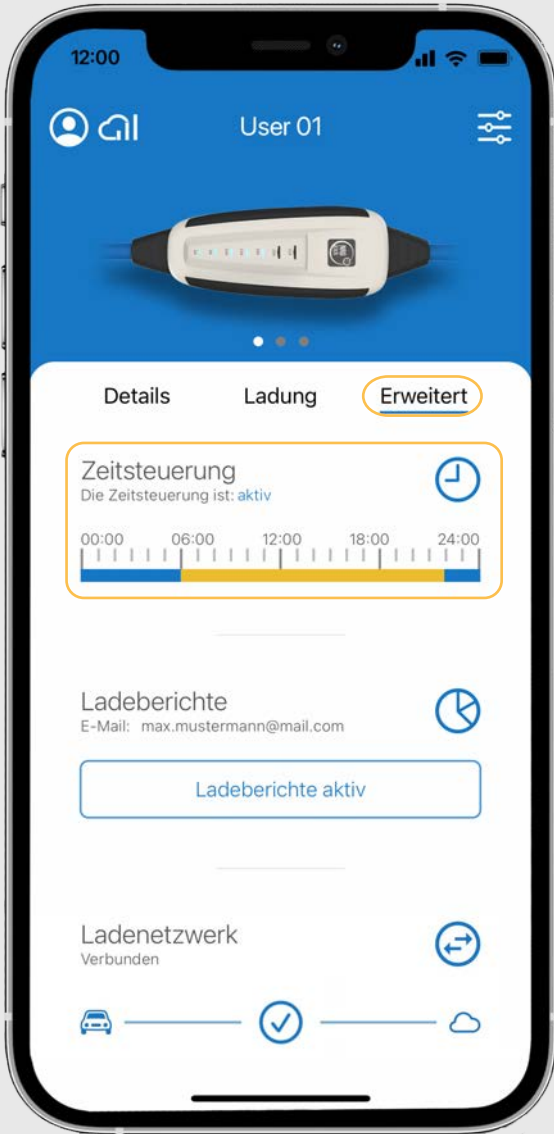 12:00
User 01
Details Ladung Erweitert
Zeitsteuerung
Die Zeitsteuerung ist: aktiv
00:00 06:00 12:00 18:00 24:00
Ladeberichte
E-Mail: max.mustermann@mail.com
Ladeberichte aktiv
Ladenetzwerk
Verbunden